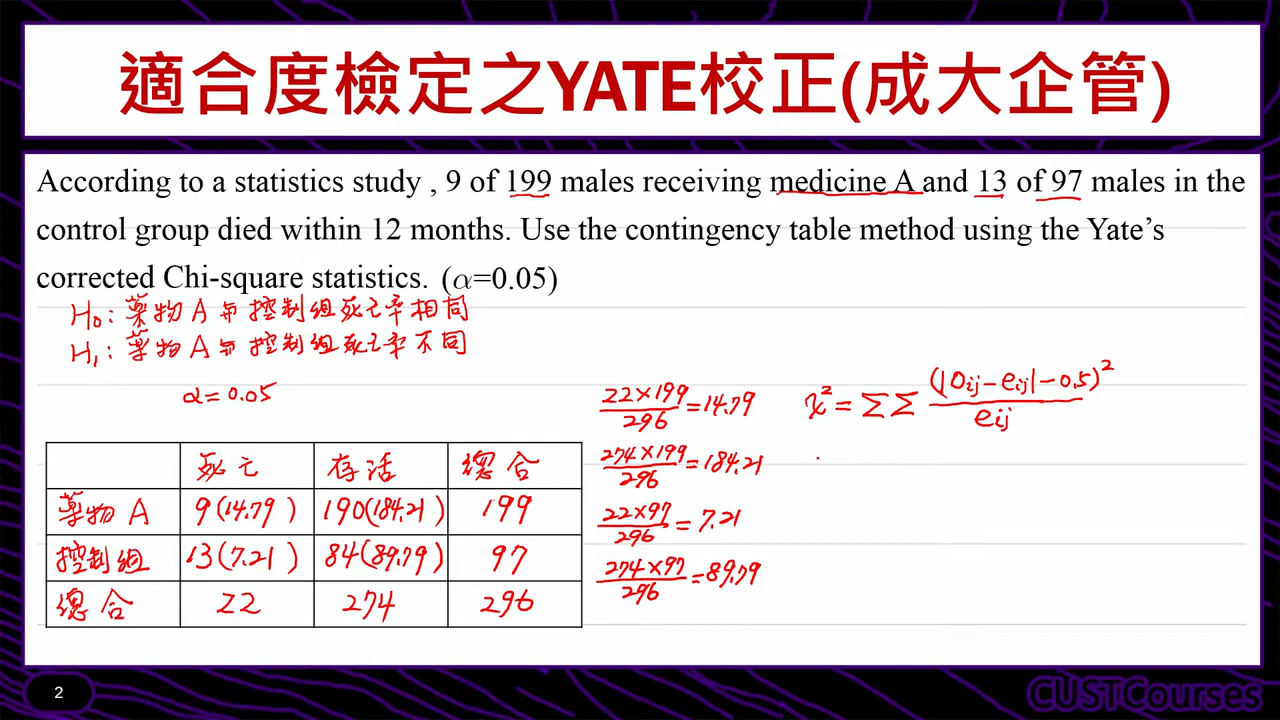 適合度檢定之YATE校正(成大企管)
According to a statistics study , 9 of 199 males receiving medicine A and 13 of 97 males in the
control group died within 12 months. Use the contingency table method using the Yate’s
corrected Chi-square statistics. (α=0.05)
H₀: 藥物A與控制組死亡率相同
H₁: 藥物A與控制組死亡率不同
α=0.05
死亡 存活 總合
藥物A 9(14.79) 190(184.21) 199
控制組 13(7.21) 84(89.79) 97
總合 22 274 296
22×199/296=14.79
274×199/296=184.21
22×97/296=7.21
274×97/296=89.79
χ²=ΣΣ (|Oij-eij|-0.5)²/eij
2
CUSTCourses